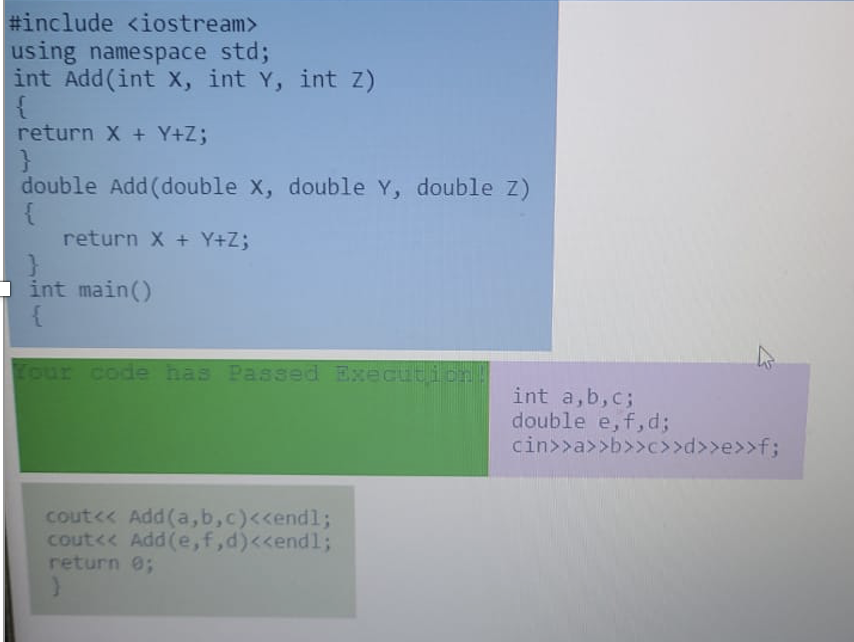 #include <iostream>
using namespace std;
int Add(int X, int Y, int Z)
{
return X + Y+Z;
}
double Add(double X, double Y, double Z)
{
return X + Y+Z;
}
int main()
{
Your code has Passed Execution!
int a,b,c;
double e,f,d;
cin>>a>>b>>c>>d>>e>>f;
cout<< Add(a,b,c)<<endl;
cout<< Add(e,f,d)<<endl;
return 0;
}